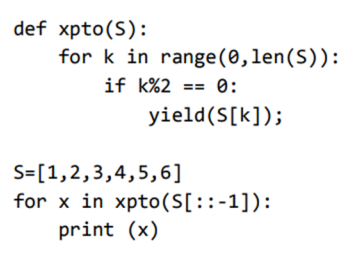 def xpto(S):
    for k in range(0,len(S)):
        if k%2 == 0:
            yield(S[k]);

S=[1,2,3,4,5,6]
for x in xpto(S[::-1]):
    print (x)